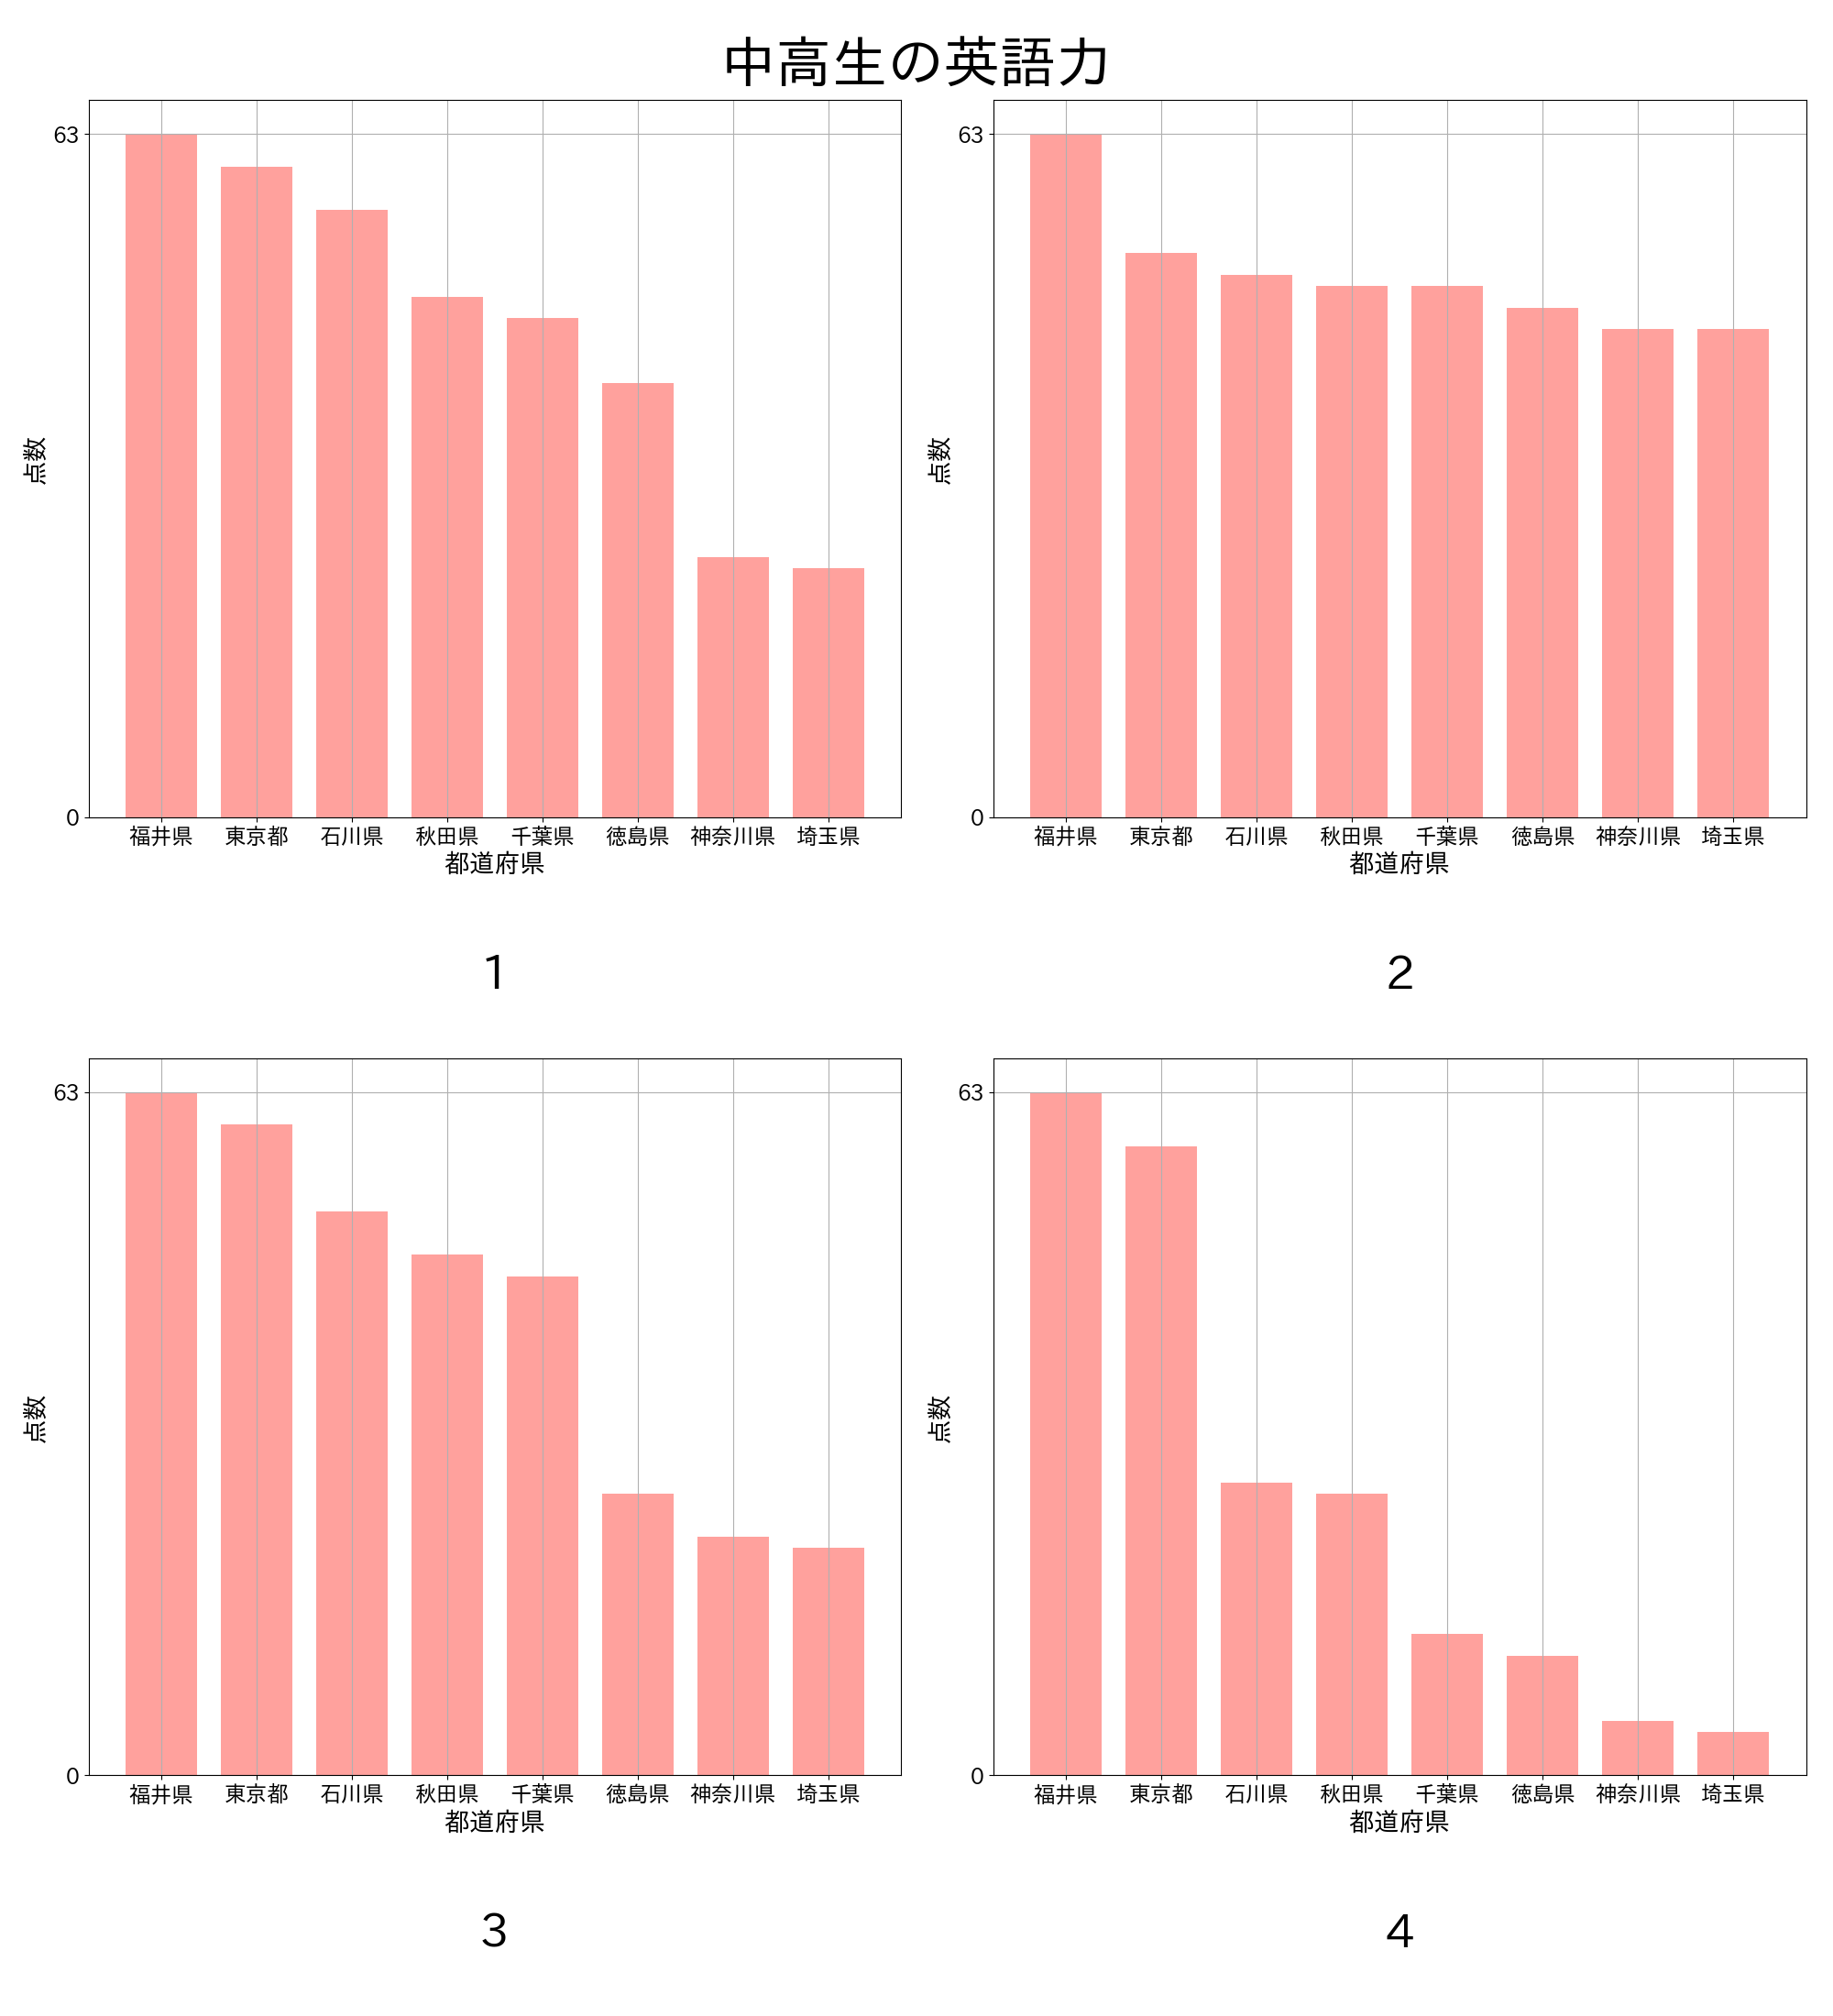 中高生の英語力
63
0
点数
福井県 東京都 石川県 秋田県 千葉県 徳島県 神奈川県 埼玉県
都道府県
1
63
0
点数
福井県 東京都 石川県 秋田県 千葉県 徳島県 神奈川県 埼玉県
都道府県
2
63
0
点数
福井県 東京都 石川県 秋田県 千葉県 徳島県 神奈川県 埼玉県
都道府県
3
63
0
点数
福井県 東京都 石川県 秋田県 千葉県 徳島県 神奈川県 埼玉県
都道府県
4